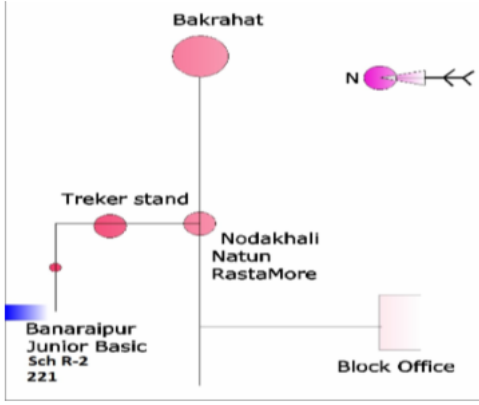 Bakrahat
N
Treker stand
Nodakhali
Natun
RastaMore
Banaraipur
Junior Basic
Sch R-2
221
Block Office